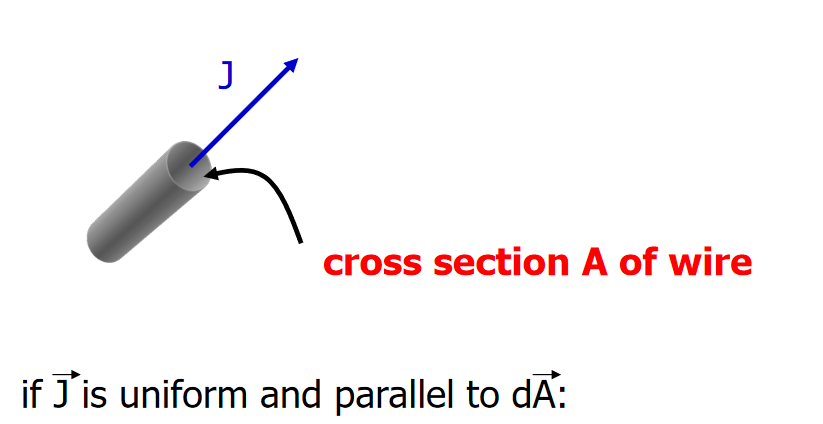 J
cross section A of wire
if J⃗ is uniform and parallel to dA⃗: